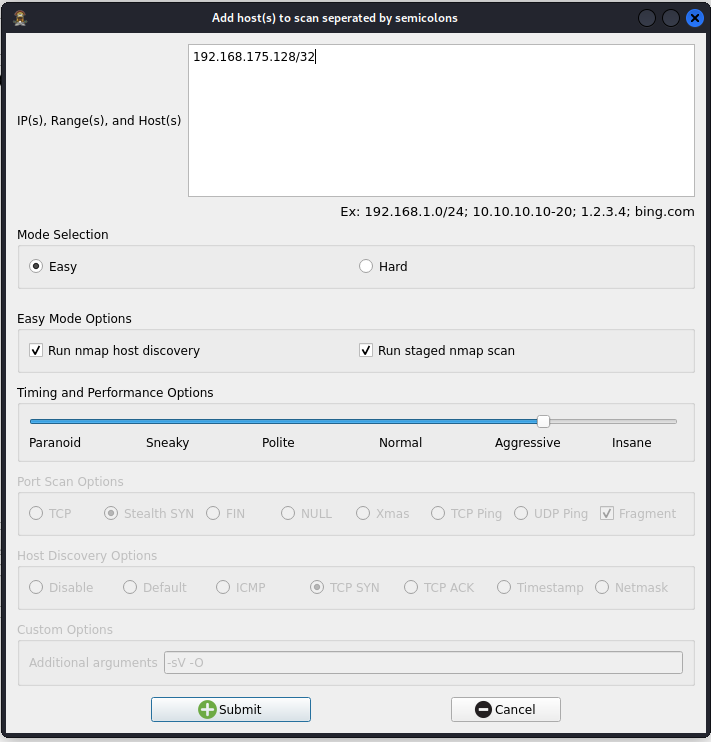 Add host(s) to scan seperated by semicolons
192.168.175.128/32
IP(s), Range(s), and Host(s)
Ex: 192.168.1.0/24; 10.10.10.10-20; 1.2.3.4; bing.com
Mode Selection
Easy Hard
Easy Mode Options
Run nmap host discovery Run staged nmap scan
Timing and Performance Options
Paranoid Sneaky Polite Normal Aggressive Insane
Port Scan Options
TCP Stealth SYN FIN NULL Xmas TCP Ping UDP Ping Fragment
Host Discovery Options
Disable Default ICMP TCP SYN TCP ACK Timestamp Netmask
Custom Options
Additional arguments -sV -O
Submit Cancel